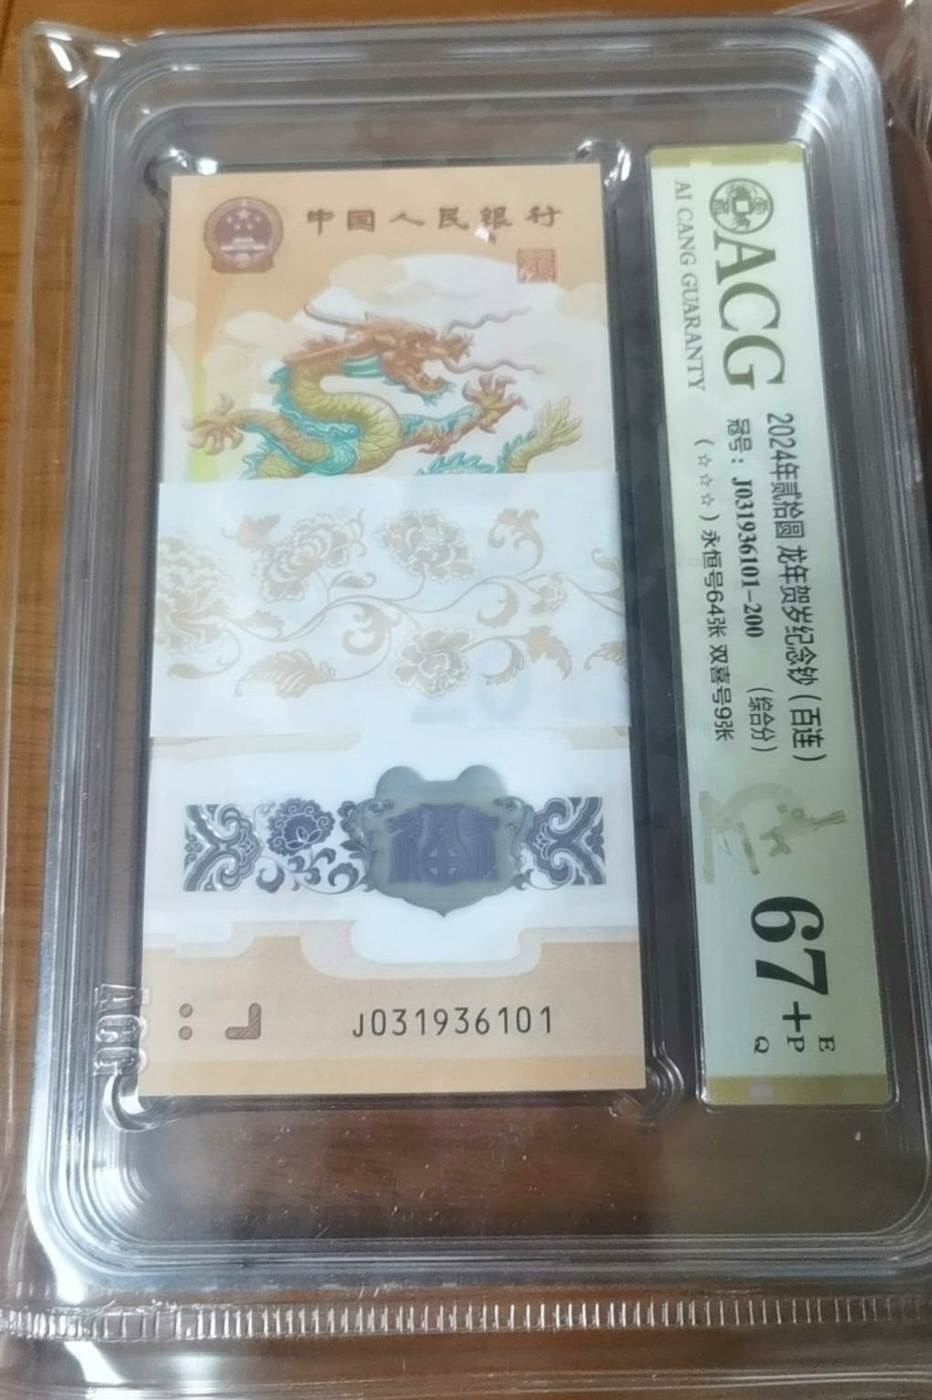 中国人民银行
J031936101
ACG
AI CANG GUARANTY
2024年贰拾圆 龙年贺岁纪念钞（百连）
冠号：J031936101-200 （综合分）
（☆☆☆）永恒号64张 双喜号9张
67+
E
P
Q
ACG